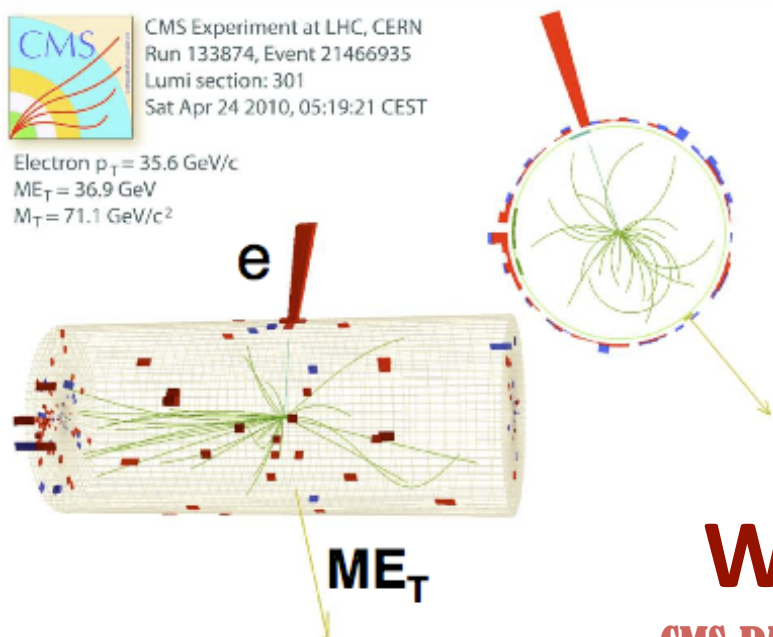 CMS
CMS Experiment at LHC, CERN
Run 133874, Event 21466935
Lumi section: 301
Sat Apr 24 2010, 05:19:21 CEST
Electron pT = 35.6 GeV/c
MET = 36.9 GeV
MT = 71.1 GeV/c²
e
MET
W
CMS